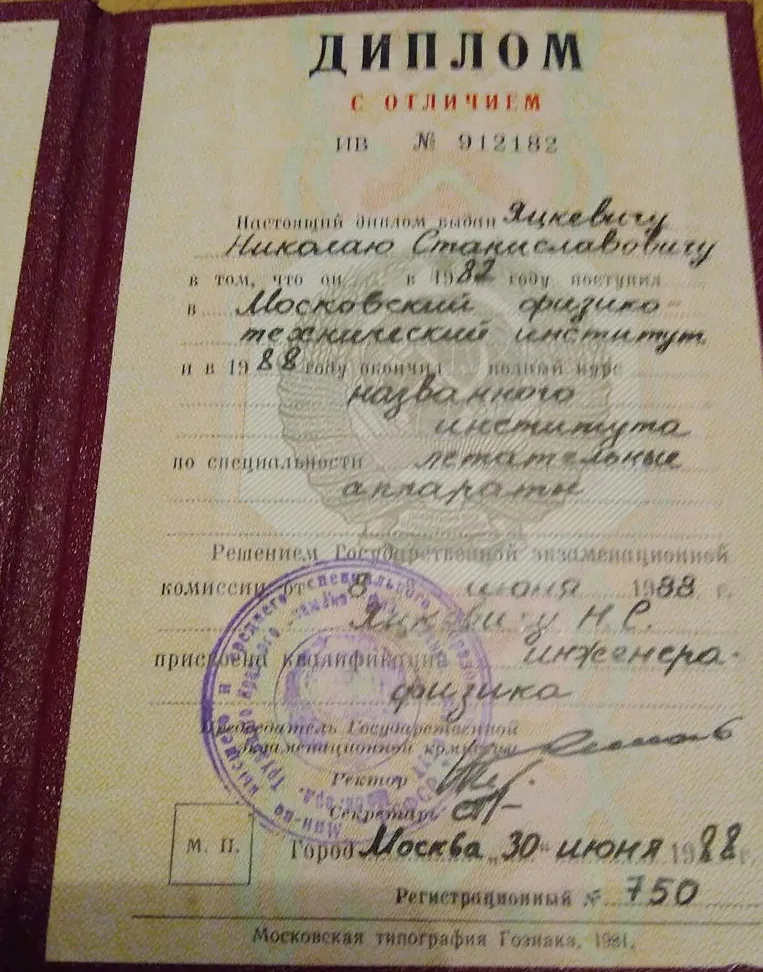 ДИПЛОМ
С ОТЛИЧИЕМ
ИВ № 912182
Настоящий диплом выдан Яцкевичу
Николаю Станиславовичу
в том, что он в 1982 году поступил
в Московский физико-
технический институт
и в 1988 году окончил полный курс
названного
института
по специальности летательные
аппараты
Решением Государственной экзаменационной
комиссии от 8 июня 1988 г.
Яцкевичу Н.С.
присвоена квалификация инженера-
физика
Председатель Государственной
экзаменационной комиссии
Ректор
Секретарь
М. П. Город Москва „30“ июня 1988 г.
Регистрационный № 750
Московская типография Гознака. 1981.